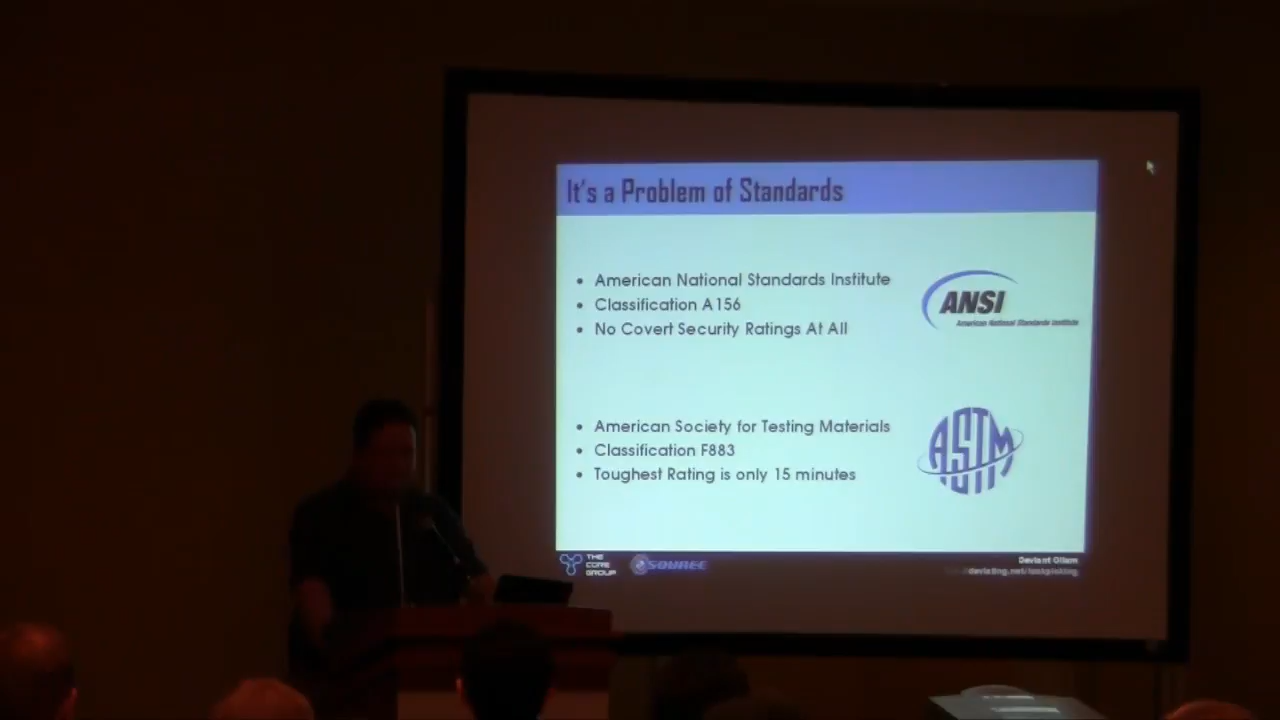 It's a Problem of Standards
American National Standards Institute
Classification A156
No Covert Security Ratings At All
ANSI
American National Standards Institute
American Society for Testing Materials
Classification F883
Toughest Rating is only 15 minutes
ASTM
THE
CORE
GROUP
SOURCE
Deviant Ollam